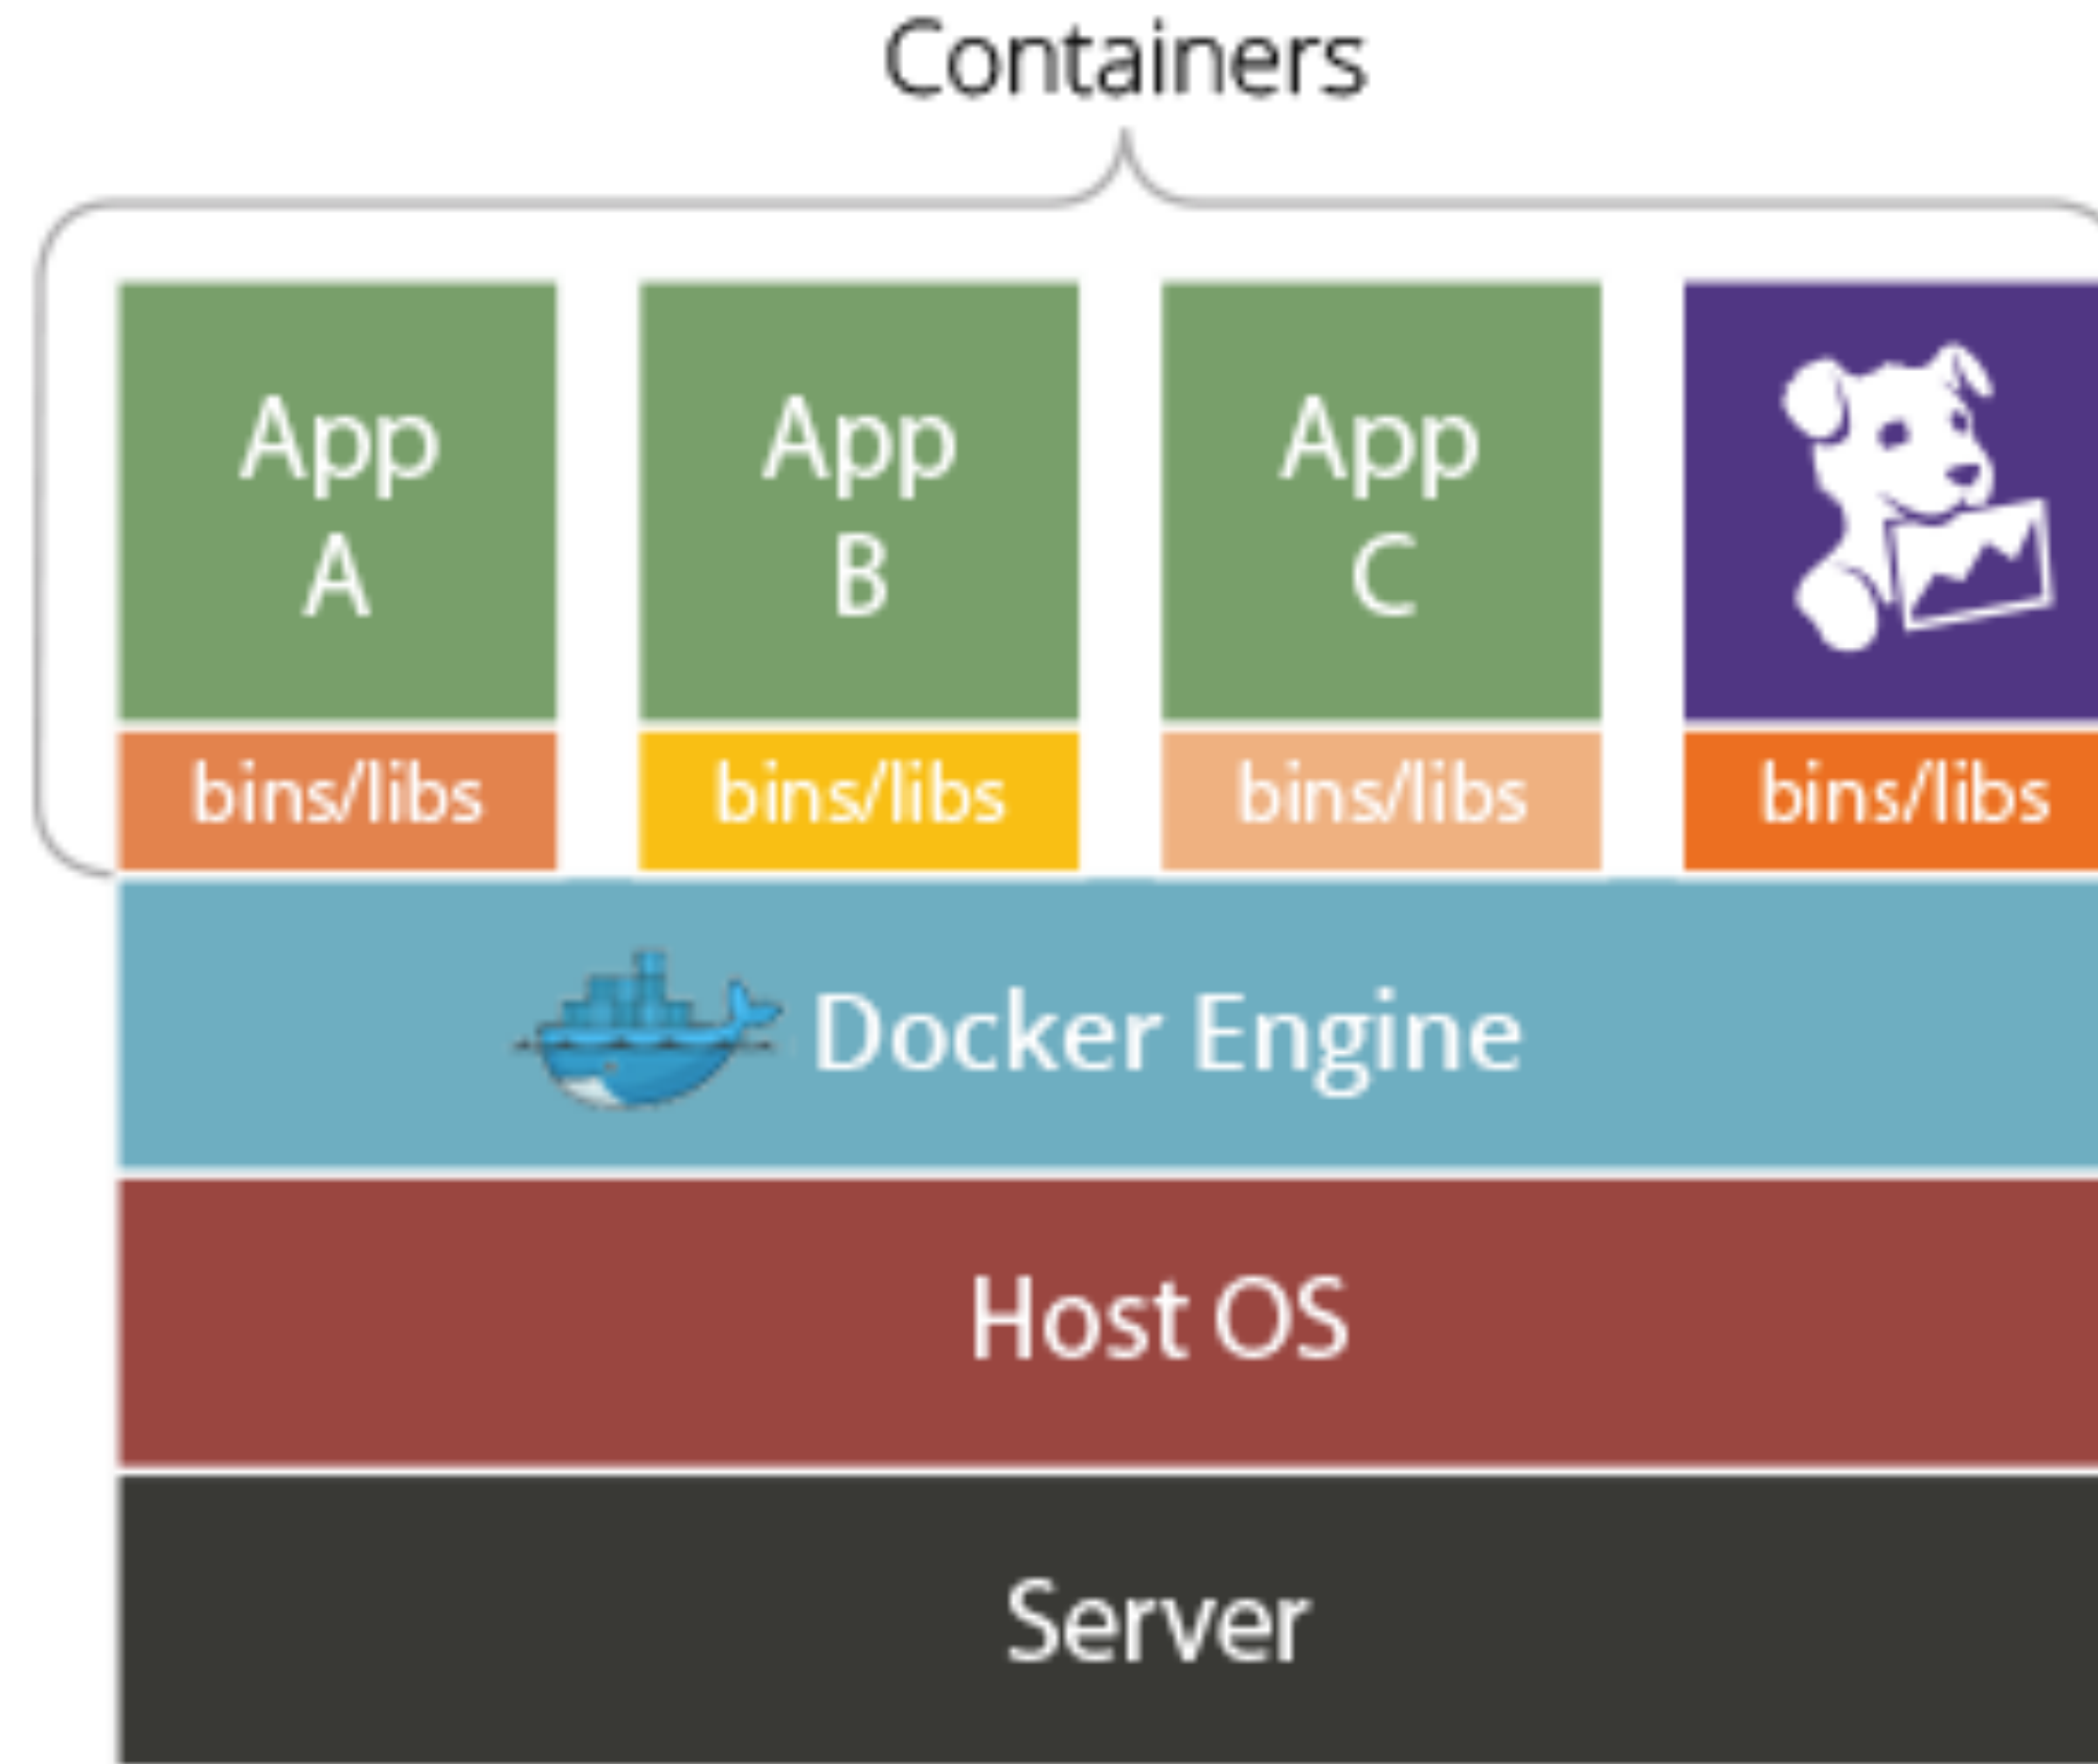 Containers
App
A
App
B
App
C
bins/libs
bins/libs
bins/libs
bins/libs
Docker Engine
Host OS
Server